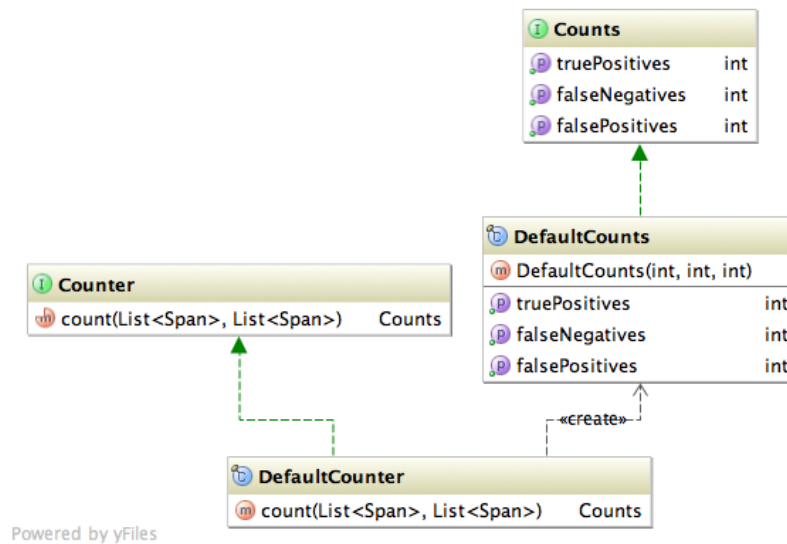 Counts
truePositives int
falseNegatives int
falsePositives int
DefaultCounts
DefaultCounts(int, int, int)
truePositives int
falseNegatives int
falsePositives int
Counter
count(List<Span>, List<Span>) Counts
«create»
DefaultCounter
count(List<Span>, List<Span>) Counts
Powered by yFiles